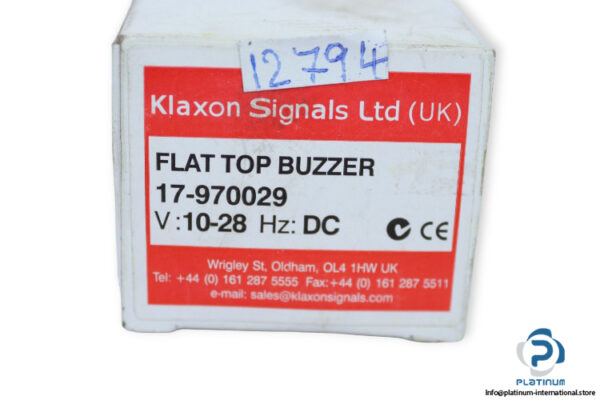 12794
Klaxon Signals Ltd (UK)
FLAT TOP BUZZER
17-970029
V :10-28 Hz: DC
CE
Wrigley St, Oldham, OL4 1HW UK
Tel: +44 (0) 161 287 5555 Fax:+44 (0) 161 287 5511
e-mail: sales@klaxonsignals.com
PLATINUM
Info@platinum-international.store